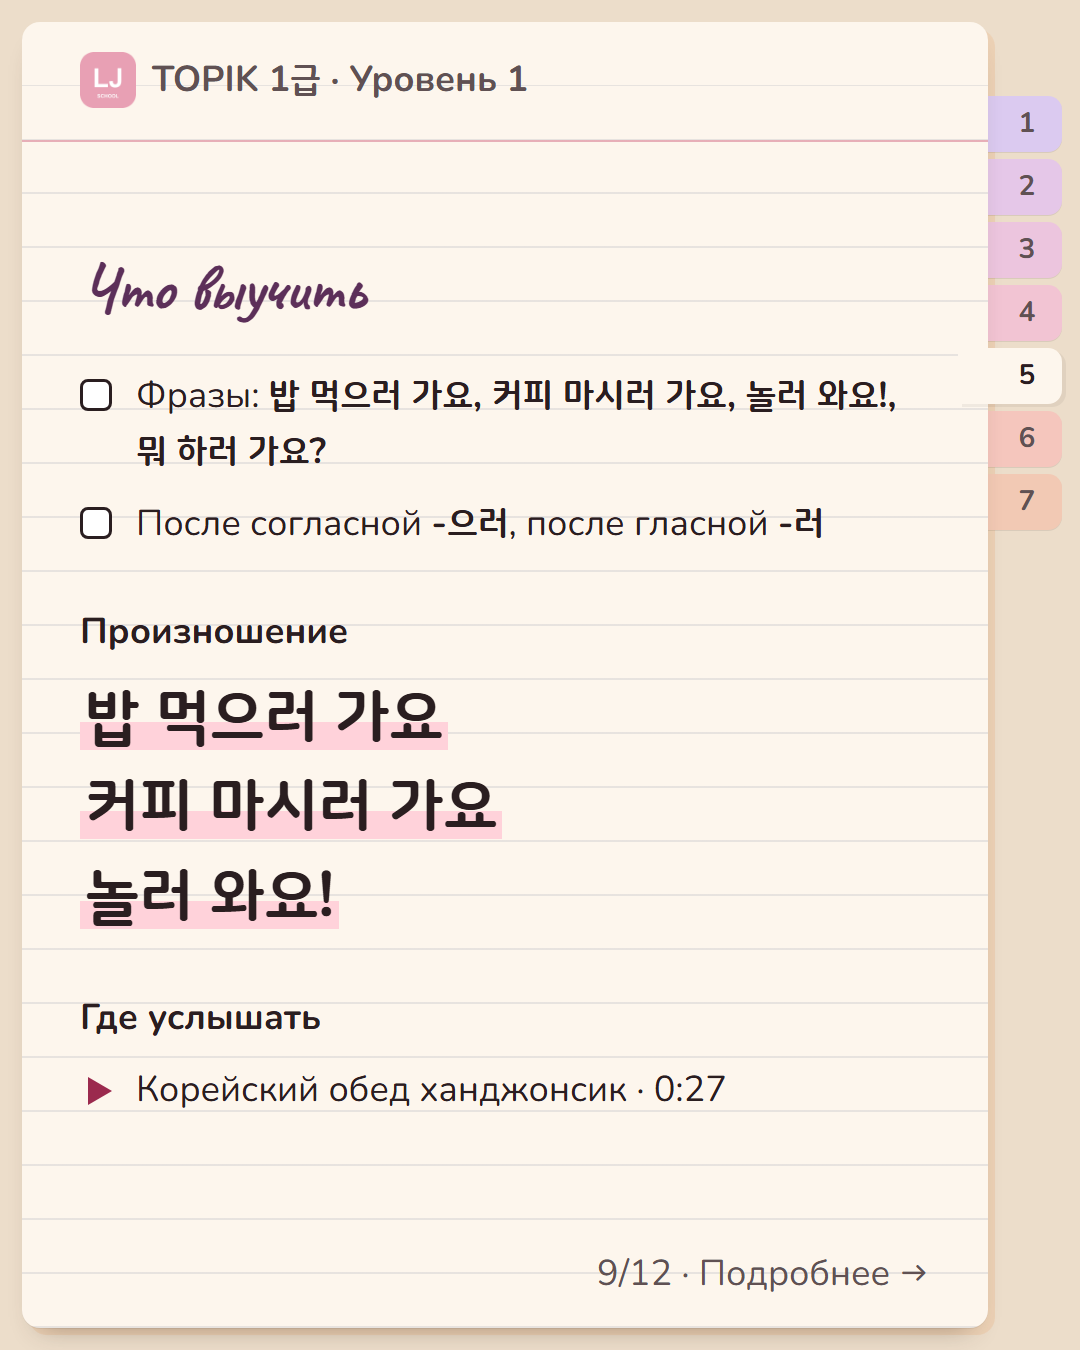 LJ
SCHOOL
TOPIK 1급 · Уровень 1
1
2
3
4
5
6
7
Что выучить
Фразы: 밥 먹으러 가요, 커피 마시러 가요, 놀러 와요!,
뭐 하러 가요?
После согласной -으러, после гласной -러
Произношение
밥 먹으러 가요
커피 마시러 가요
놀러 와요!
Где услышать
Корейский обед ханджонсик · 0:27
9/12 · Подробнее →